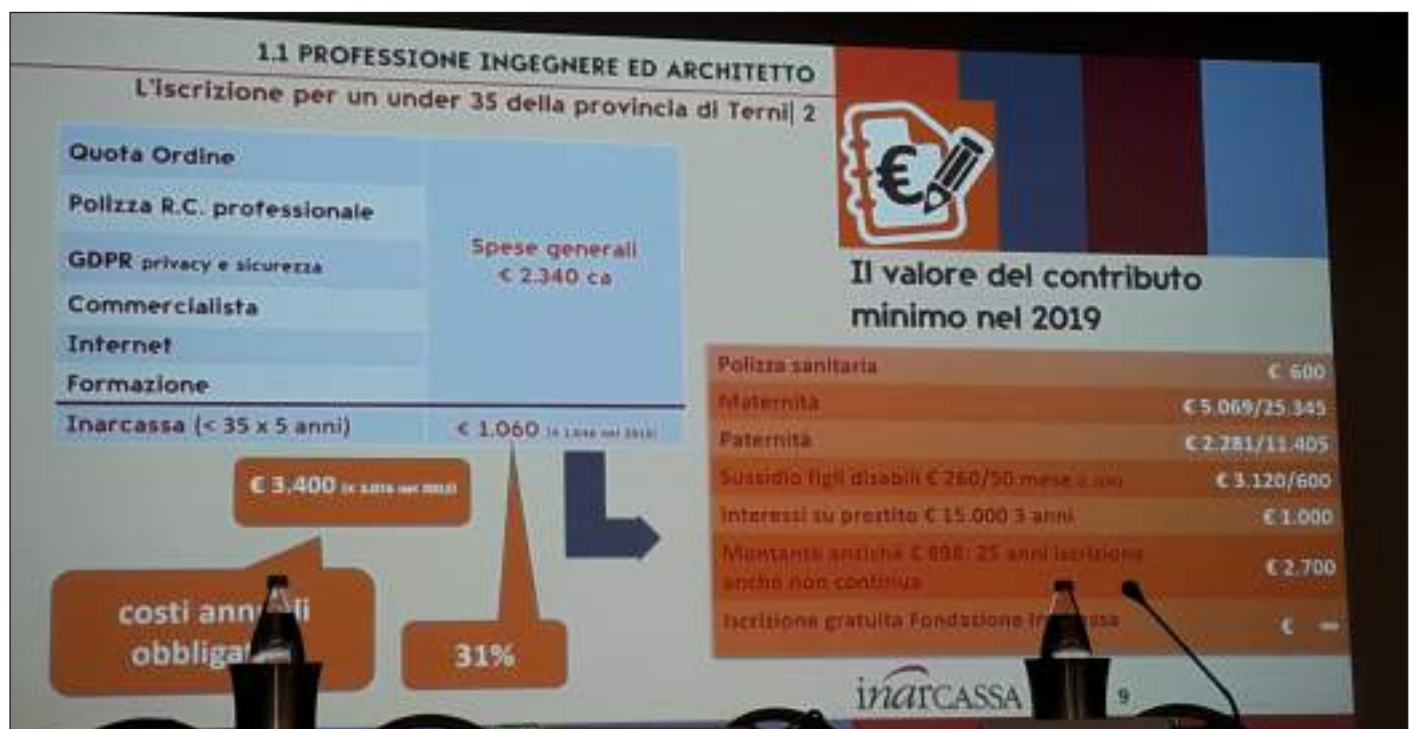 1.1 PROFESSIONE INGEGNERE ED ARCHITETTO
L'iscrizione per un under 35 della provincia di Terni| 2
Quota Ordine
Polizza R.C. professionale
GDPR privacy e sicurezza
Commercialista
Internet
Formazione
Spese generali
€ 2.340 ca
Inarcassa (< 35 x 5 anni) € 1.060
€ 3.400
costi
31%
€
Il valore del contributo
minimo nel 2019
Polizza sanitaria € 600
Maternità € 5.069/25.345
Paternità € 2.281/11.405
Sussidio figli disabili € 260/50 mese € 3.120/600
Interessi su prestito € 15.000 3 anni € 1.000
Montante anziché € 698: 25 anni iscrizione
anche non continua € 2.700
Iscrizione gratuita Fondazione €
inarCASSA 9